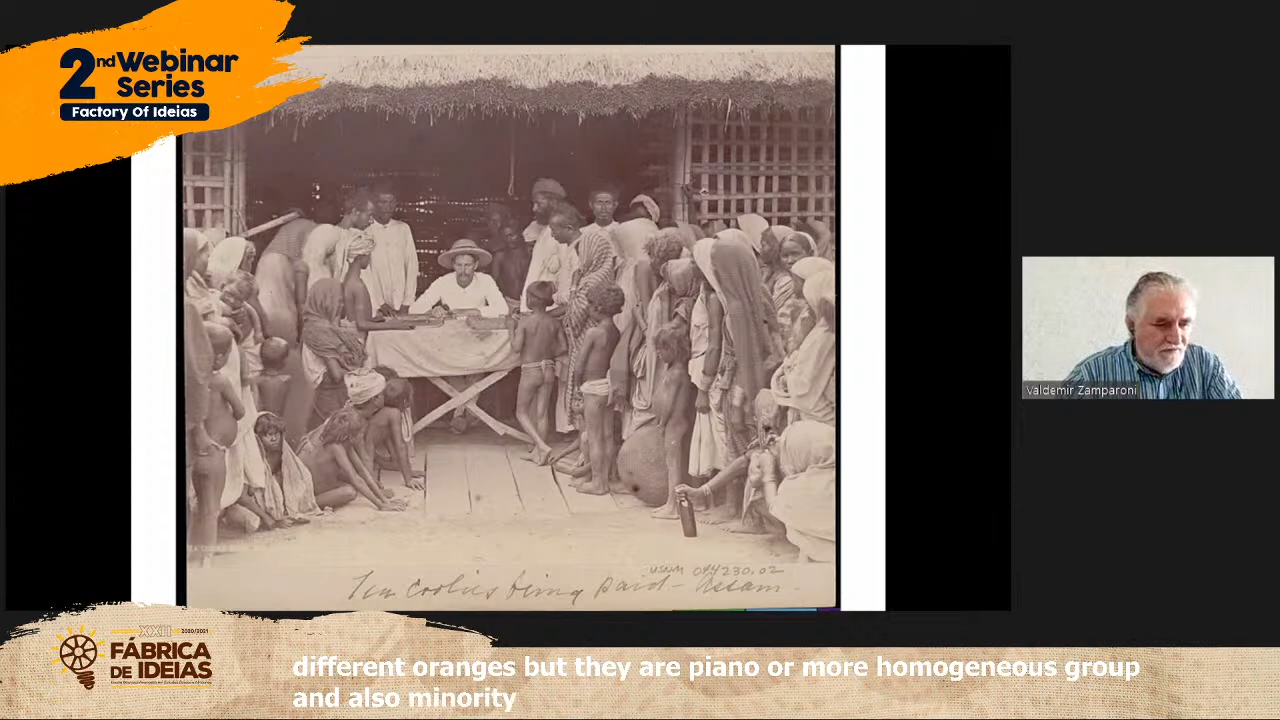 2nd Webinar
Series
Factory Of Ideias
Valdemir Zamparoni
USNM 044230.02
Tea coolies being paid - Assam -
XXII 2020/2021
FÁBRICA
DE IDEIAS
different oranges but they are piano or more homogeneous group
and also minority